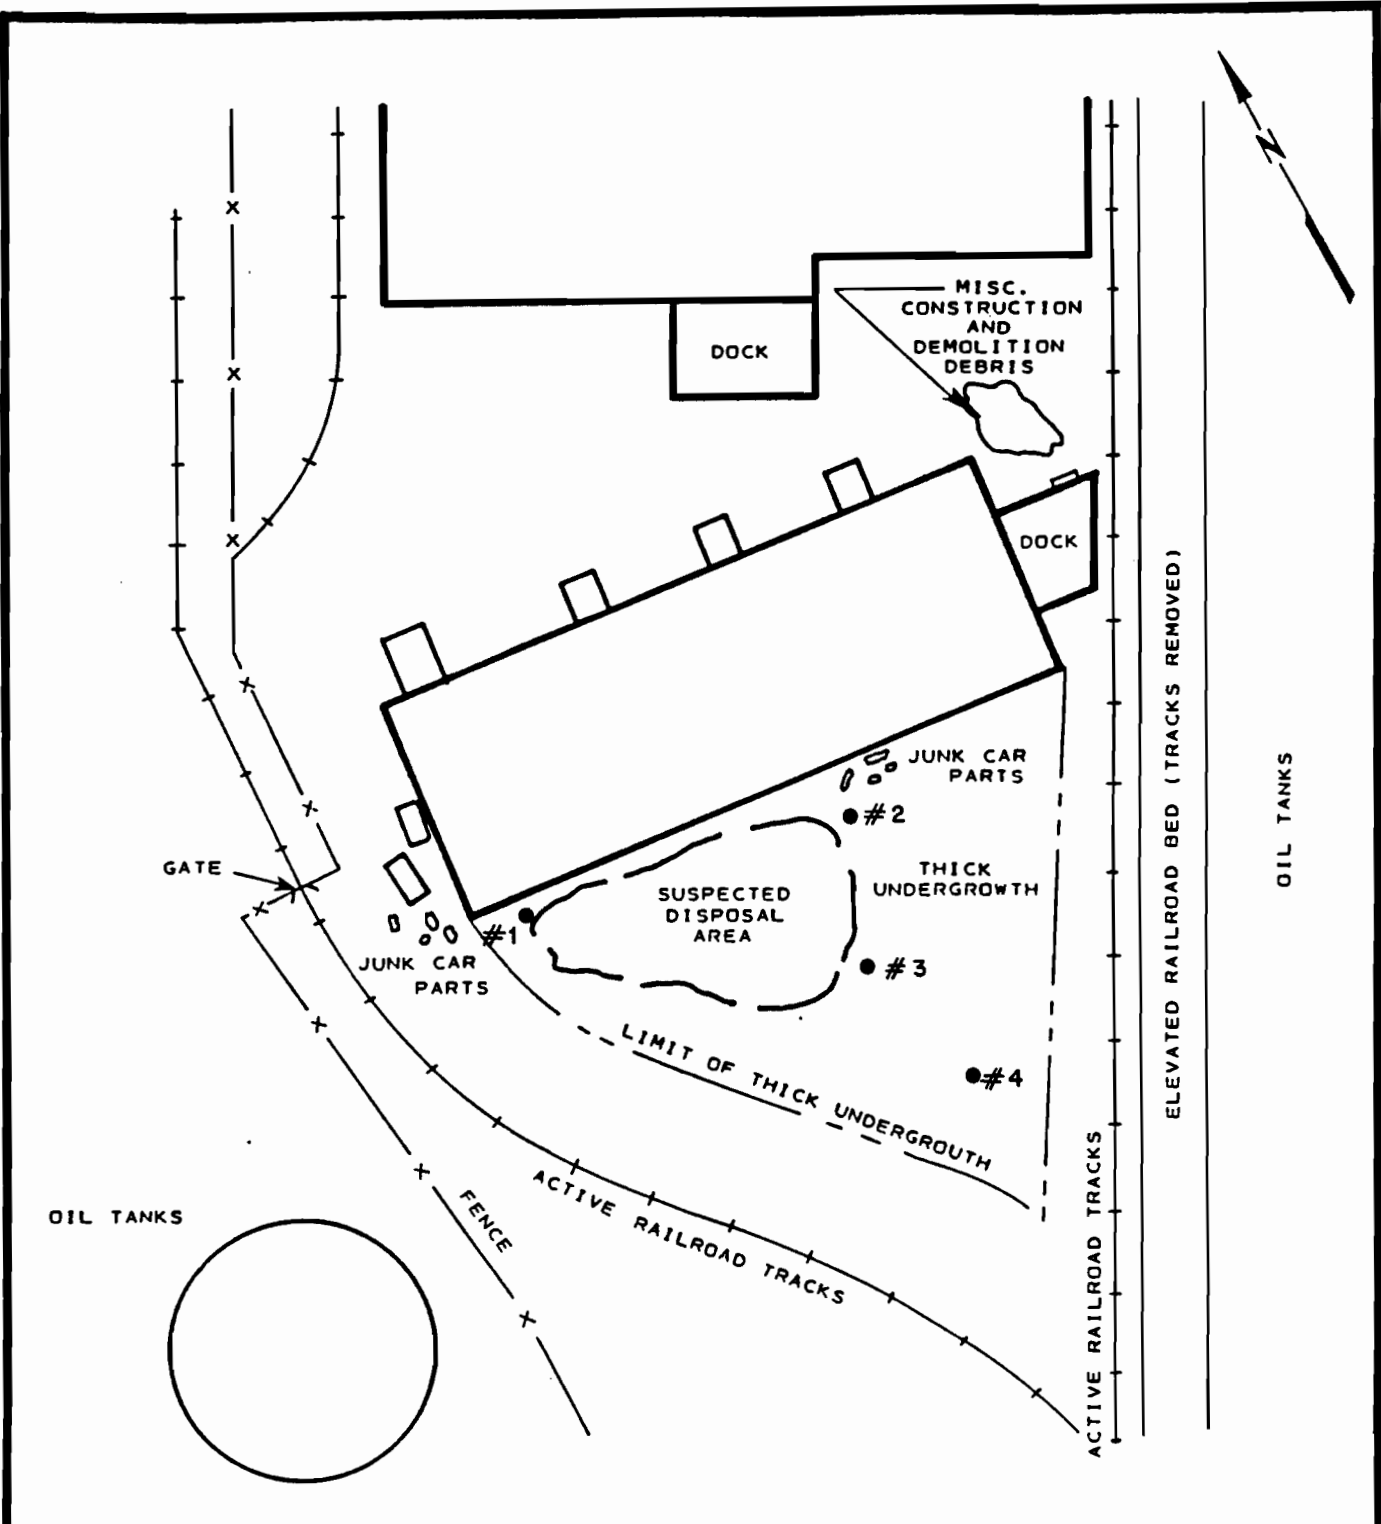 N
MISC.
CONSTRUCTION
AND
DEMOLITION
DEBRIS
DOCK
DOCK
ELEVATED RAILROAD BED (TRACKS REMOVED)
OIL TANKS
JUNK CAR
PARTS
#2
GATE
THICK
UNDERGROWTH
SUSPECTED
DISPOSAL
AREA
#1
#3
JUNK CAR
PARTS
LIMIT OF THICK UNDERGROUTH
#4
ACTIVE RAILROAD TRACKS
ACTIVE RAILROAD TRACKS
FENCE
OIL TANKS